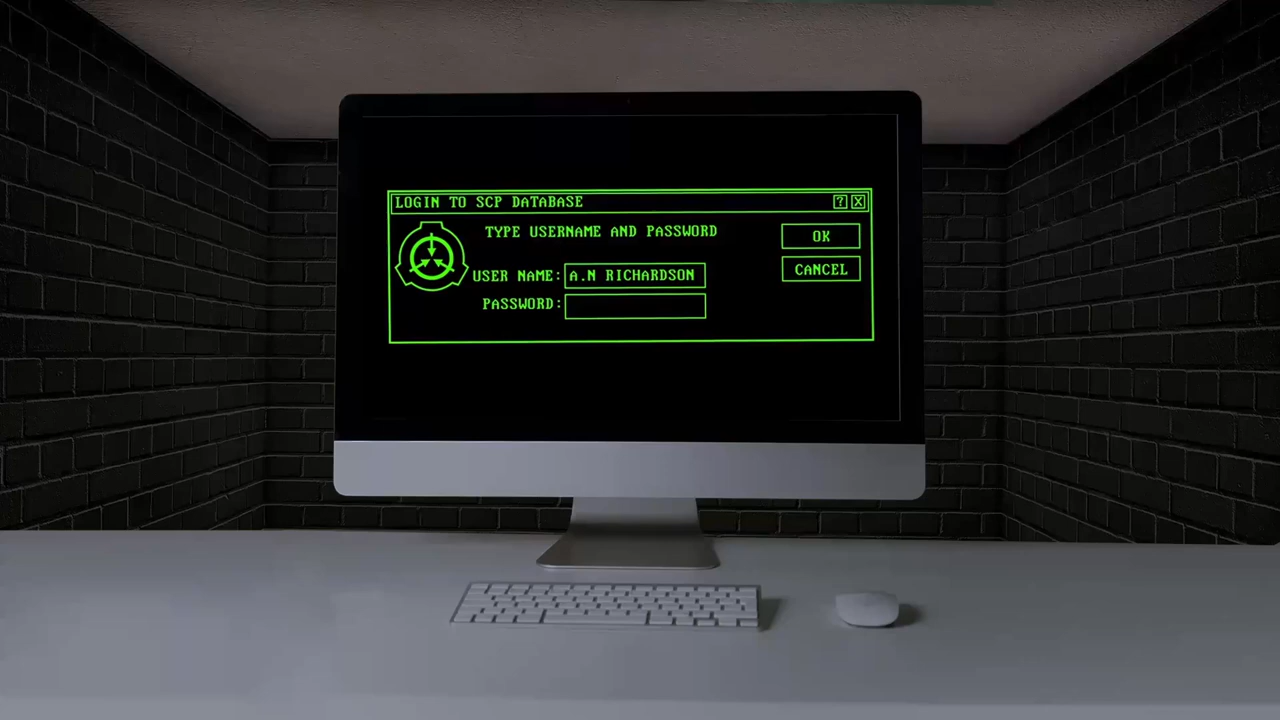 LOGIN TO SCP DATABASE ? X
TYPE USERNAME AND PASSWORD
OK
USER NAME: A.N RICHARDSON
CANCEL
PASSWORD: